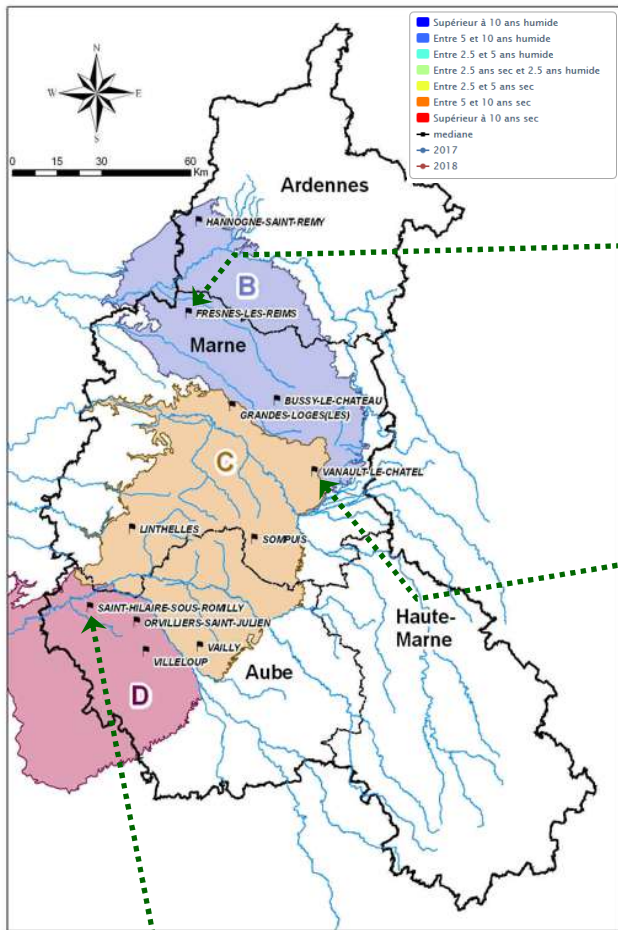 Supérieur à 10 ans humide
Entre 5 et 10 ans humide
Entre 2.5 et 5 ans humide
Entre 2.5 ans sec et 2.5 ans humide
Entre 2.5 et 5 ans sec
Entre 5 et 10 ans sec
Supérieur à 10 ans sec
mediane
2017
2018
N
W
E
S
0 15 30 60
Km
Ardennes
HANNOGNE-SAINT-REMY
B
FRESNES-LES-REIMS
Marne
BUSSY-LE-CHATEAU
GRANDES-LOGES(LES)
C
VANAULT-LE-CHATEL
LINTHELLES
SOMPUIS
SAINT-HILAIRE-SOUS-ROMILLY
Haute-
Marne
ORVILLIERS-SAINT-JULIEN
VAILLY
VILLELOUP
Aube
D